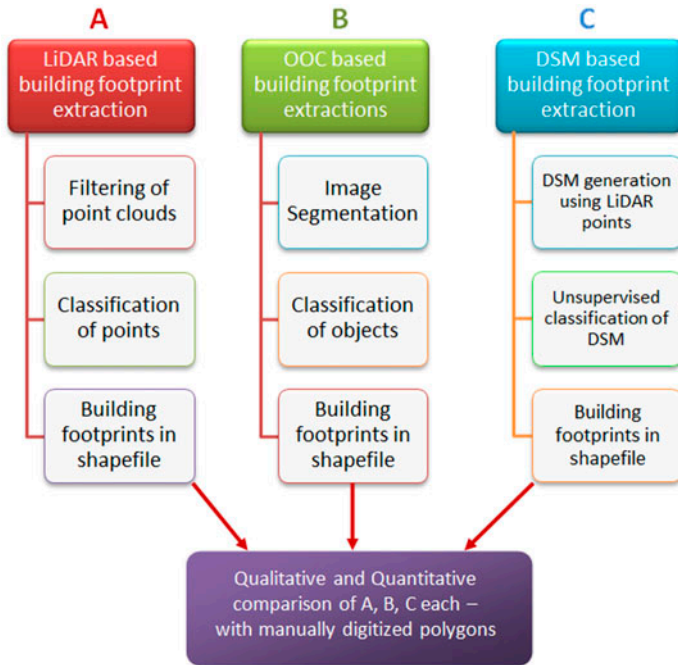 A
LiDAR based
building footprint
extraction
Filtering of
point clouds
Classification
of points
Building
footprints in
shapefile
B
OOC based
building footprint
extractions
Image
Segmentation
Classification
of objects
Building
footprints in
shapefile
C
DSM based
building footprint
extraction
DSM generation
using LiDAR
points
Unsupervised
classification of
DSM
Building
footprints in
shapefile
Qualitative and Quantitative
comparison of A, B, C each –
with manually digitized polygons